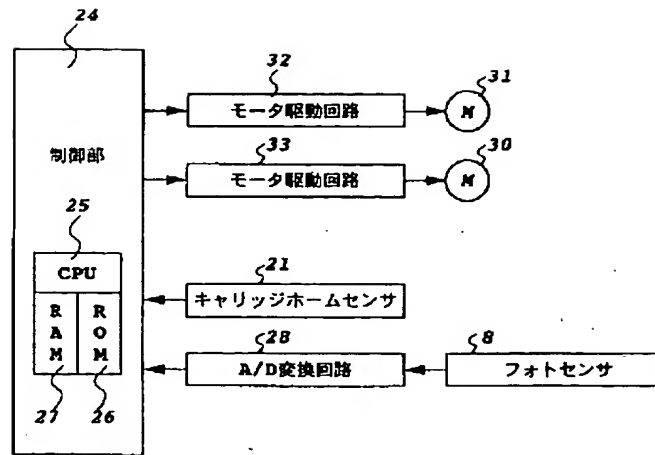 24
32
モータ駆動回路
31
M
制御部
33
モータ駆動回路
30
M
25
CPU
RAM
ROM
27
26
21
キャリッジホームセンサ
28
A/D変換回路
8
フォトセンサ